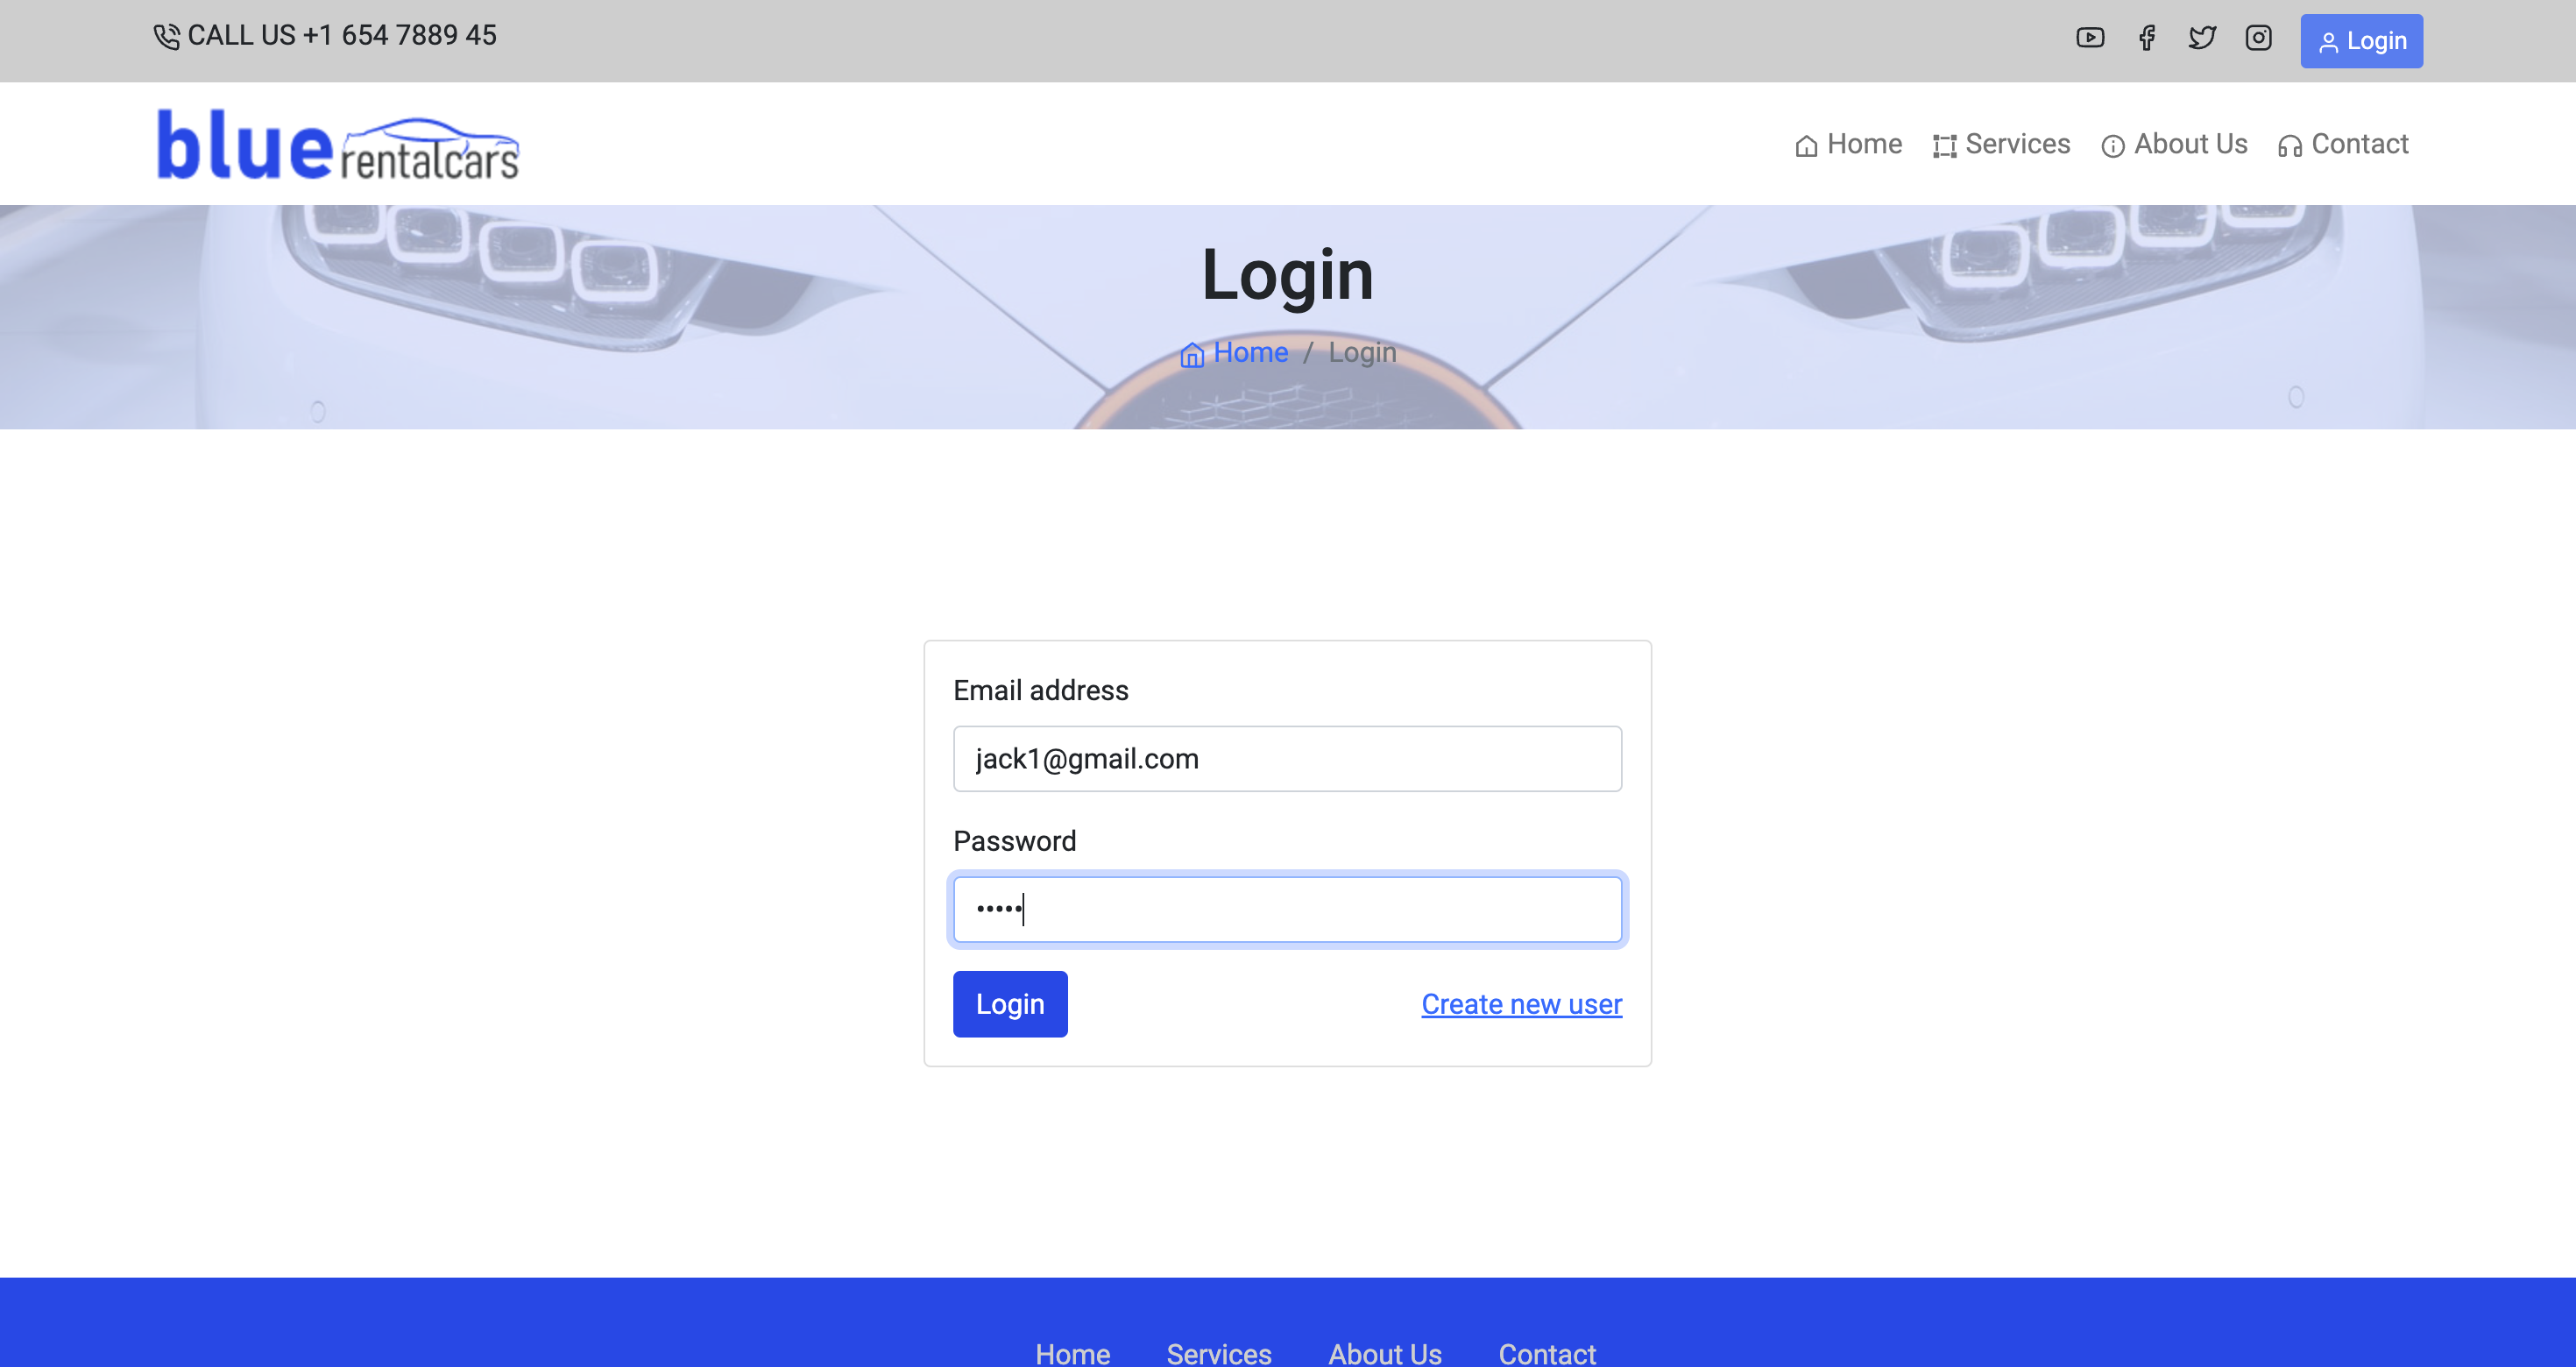 CALL US +1 654 7889 45
Login
blue rentalcars
Home Services About Us Contact
Login
Home / Login
Email address
jack1@gmail.com
Password
•••••
Login Create new user
Home Services About Us Contact